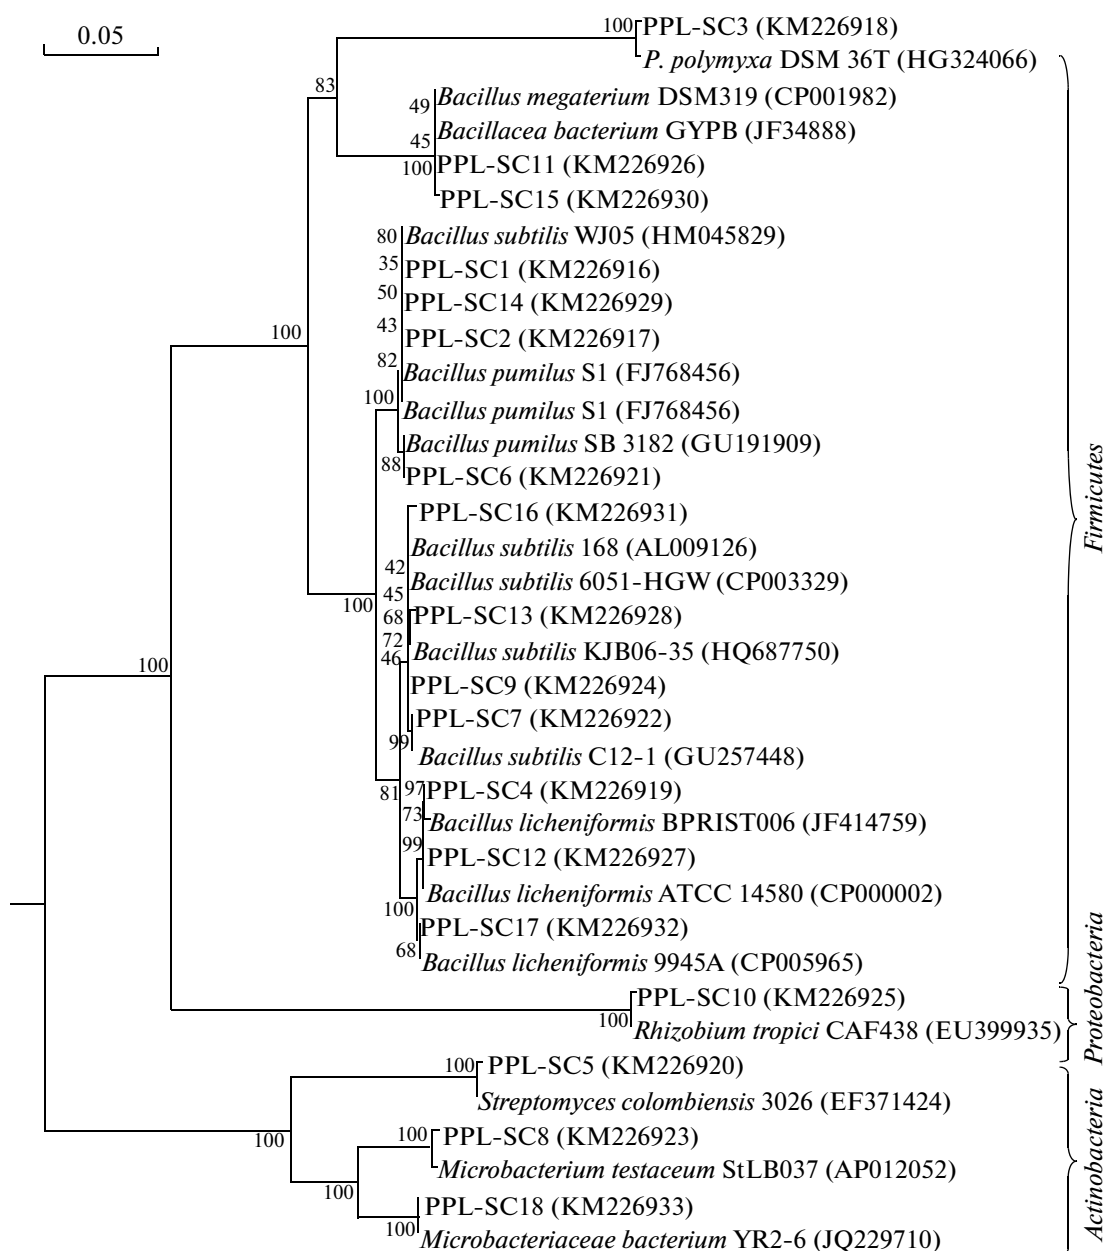 0.05
100 PPL-SC3 (KM226918)
P. polymyxa DSM 36T (HG324066)
83
49 Bacillus megaterium DSM319 (CP001982)
Bacillacea bacterium GYPB (JF34888)
45
100 PPL-SC11 (KM226926)
PPL-SC15 (KM226930)
80 Bacillus subtilis WJ05 (HM045829)
35 PPL-SC1 (KM226916)
50 PPL-SC14 (KM226929)
43 PPL-SC2 (KM226917)
100
82 Bacillus pumilus S1 (FJ768456)
100 Bacillus pumilus S1 (FJ768456)
Bacillus pumilus SB 3182 (GU191909)
88 PPL-SC6 (KM226921)
PPL-SC16 (KM226931)
Bacillus subtilis 168 (AL009126)
42
Bacillus subtilis 6051-HGW (CP003329)
45
100
68 PPL-SC13 (KM226928)
72
Bacillus subtilis KJB06-35 (HQ687750)
46
100
PPL-SC9 (KM226924)
PPL-SC7 (KM226922)
99
Bacillus subtilis C12-1 (GU257448)
81
97 PPL-SC4 (KM226919)
73 Bacillus licheniformis BPRIST006 (JF414759)
99
PPL-SC12 (KM226927)
Bacillus licheniformis ATCC 14580 (CP000002)
100
PPL-SC17 (KM226932)
68
Bacillus licheniformis 9945A (CP005965)
Firmicutes
PPL-SC10 (KM226925)
100
Rhizobium tropici CAF438 (EU399935)
Proteobacteria
100 PPL-SC5 (KM226920)
Streptomyces colombiensis 3026 (EF371424)
100
100 PPL-SC8 (KM226923)
Microbacterium testaceum StLB037 (AP012052)
100
PPL-SC18 (KM226933)
100
Microbacteriaceae bacterium YR2-6 (JQ229710)
Actinobacteria